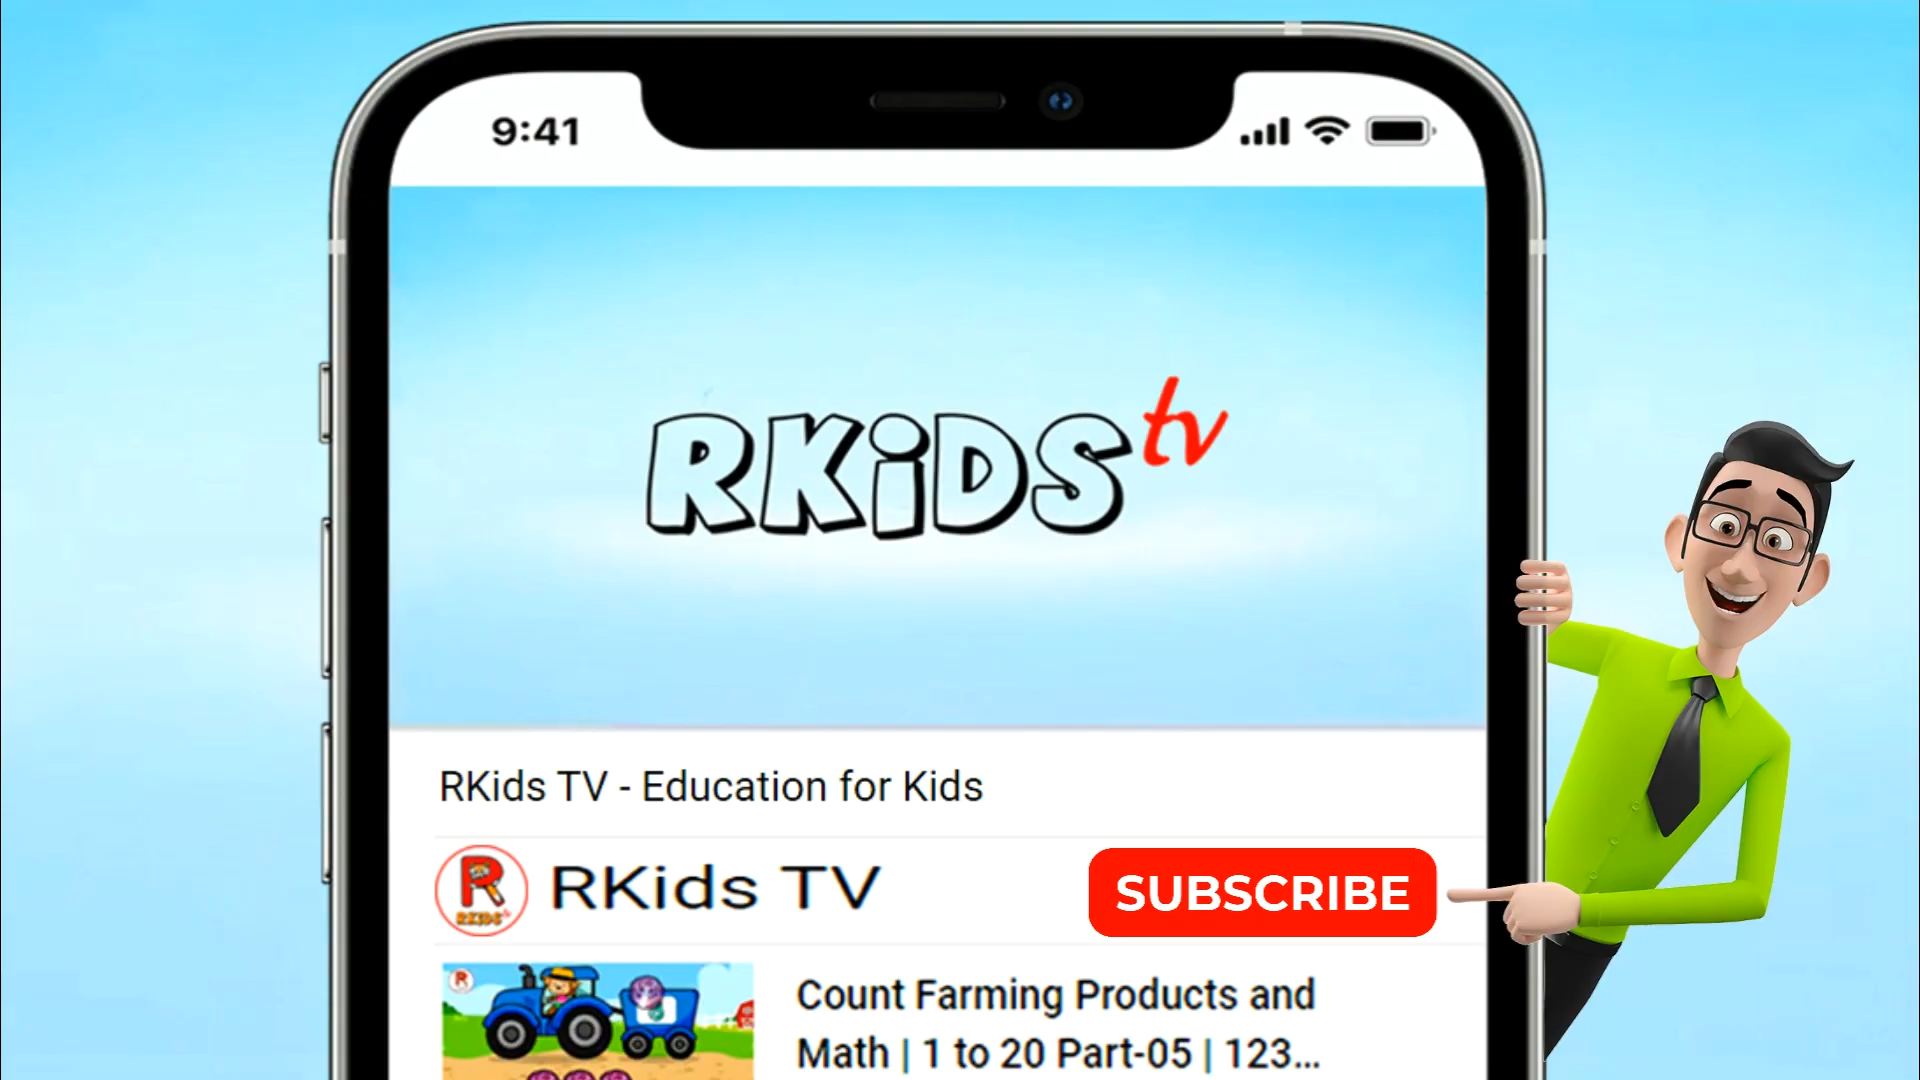 9:41
RKiDS tv
RKids TV - Education for Kids
R
RKIDS
RKids TV
SUBSCRIBE
R
Count Farming Products and
Math | 1 to 20 Part-05 | 123...